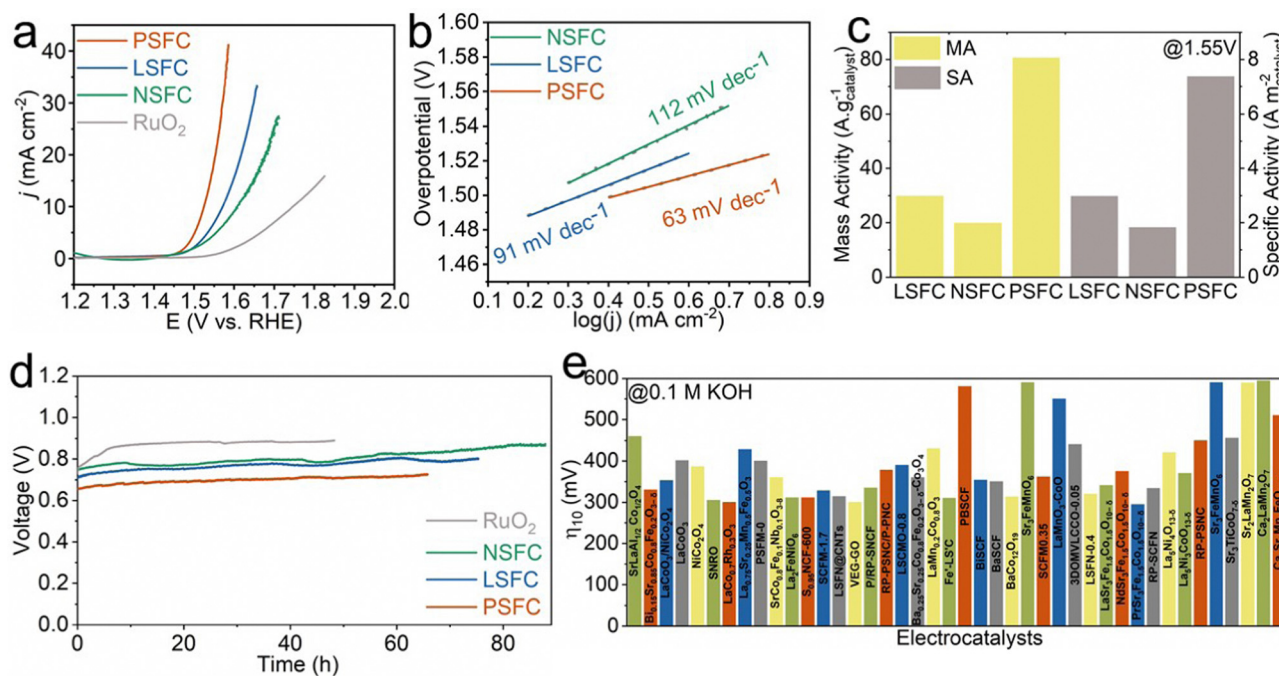 a
PSFC
LSFC
NSFC
RuO2
j (mA cm-2)
40
30
20
10
0
1.2 1.3 1.4 1.5 1.6 1.7 1.8 1.9 2.0
E (V vs. RHE)
b
NSFC
LSFC
PSFC
112 mV dec-1
91 mV dec-1
63 mV dec-1
Overpotential (V)
1.60
1.58
1.56
1.54
1.52
1.50
1.48
1.46
0.1 0.2 0.3 0.4 0.5 0.6 0.7 0.8 0.9
log(j) (mA cm-2)
c
MA
SA
@1.55V
Mass Activity (A.g-1catalyst)
80
60
40
20
0
Specific Activity (A m-2catalyst)
8
6
4
2
0
LSFC NSFC PSFC LSFC NSFC PSFC
d
Voltage (V)
1.2
1.0
0.8
0.6
0.4
0.2
0.0
RuO2
NSFC
LSFC
PSFC
0 20 40 60 80
Time (h)
e
@0.1 M KOH
η10 (mV)
600
500
400
300
200
100
0
SrLaAl1/2Co1/2O4
Bi0.15Sr0.85Co0.8Fe0.2O3-δ
LaCoO3/NiCo2O4
LaCoO3
NiCo2O4
SNRO
LaCo0.7Rh0.3O3
La0.75Sr0.25Mn0.5Fe0.5O3
PSFM-0
SrCo0.8Fe0.1Nb0.1O3-δ
La2FeNiO6
S0.95NCF-600
SCFM-1.7
LSFN@CNTs
VEG-GO
P/RP-SNCF
RP-PSNC/P-PNC
LSCMO-0.8
Ba0.25Sr0.25Co0.8Fe0.2O3-δ-Co3O4
LaMn0.2Co0.8O3
PBSCF
BiSCF
BaSCF
BaCo12O19
Sr3FeMnO6
SCFM0.35
LaMnO3-CoO
3DOMVLCCO-0.05
LSFN-0.4
LaSr3Fe1.5Co1.5O10-δ
NdSr3Fe1.5Co1.5O10-δ
PrSr3Fe1.5Co1.5O10-δ
RP-SCFN
La4Ni4O13-δ
La4Ni3CoO13-δ
RP-PSNC
Sr3FeMnO6
Sr3TiCoO7-δ
Sr2LaMn2O7
Ca2LaMn2O7
Electrocatalysts